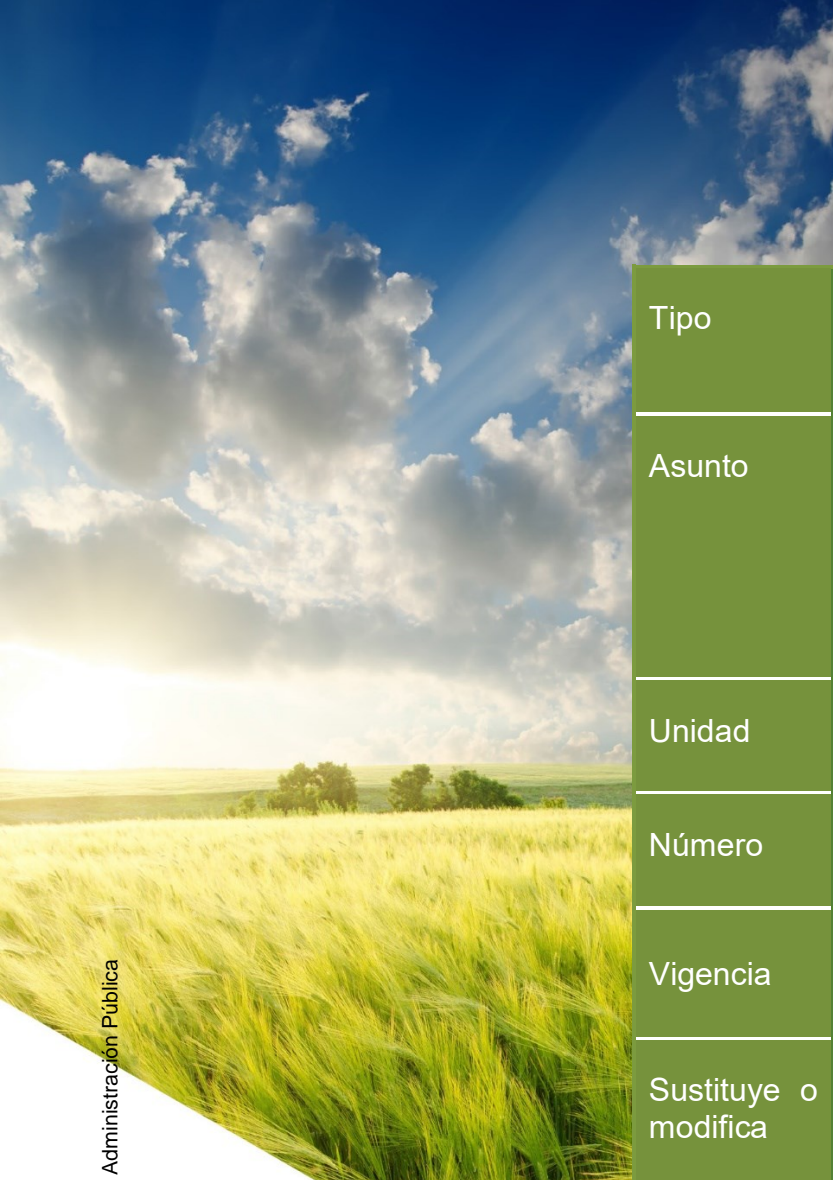 Tipo
Asunto
Unidad
Número
Vigencia
Sustituye o
modifica
Administración Pública